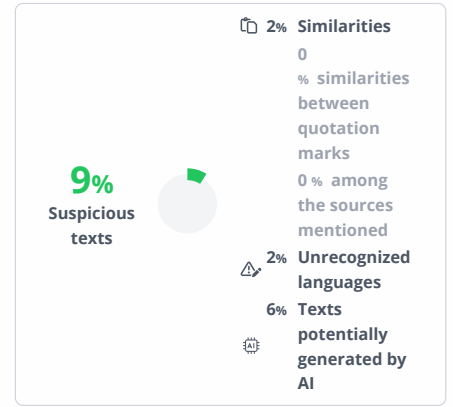 9%
Suspicious
texts
2% Similarities
0
% similarities
between
quotation
marks
0 % among
the sources
mentioned
2% Unrecognized
languages
6% Texts
potentially
generated by
AI
AI